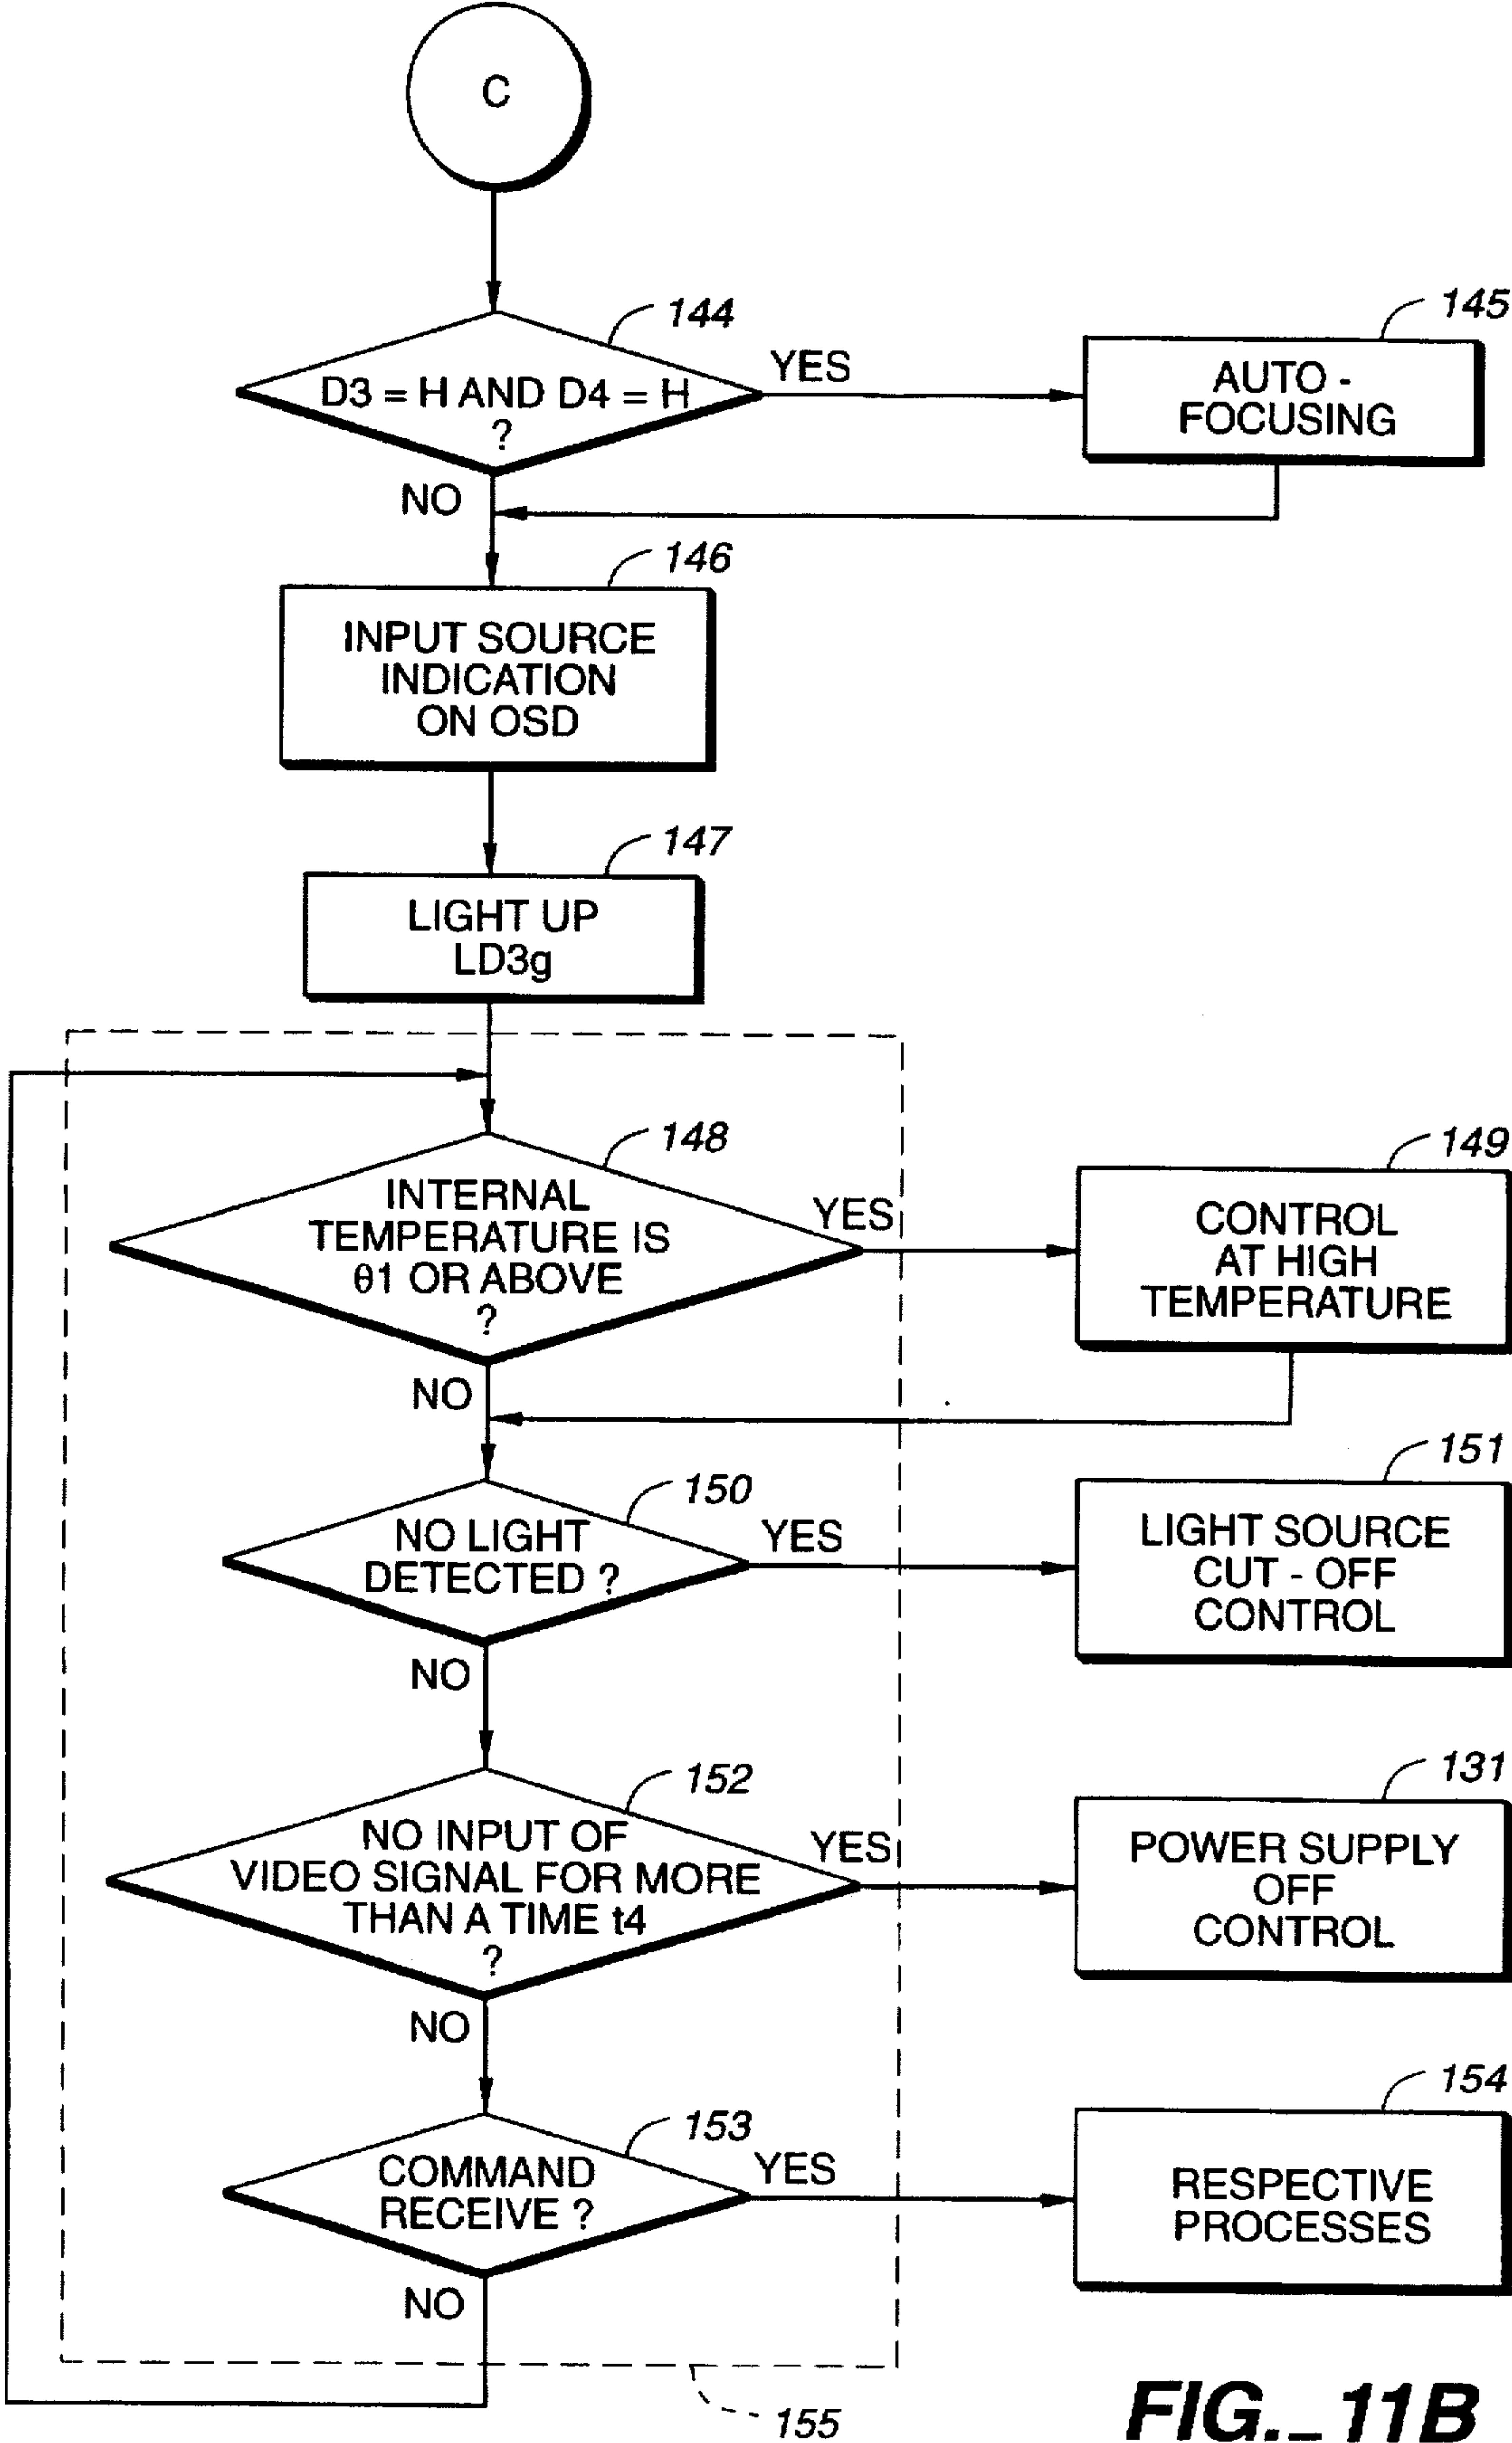 C
144
D3 = H AND D4 = H
?
YES
145
AUTO -
FOCUSING
NO
146
INPUT SOURCE
INDICATION
ON OSD
147
LIGHT UP
LD3g
148
INTERNAL
TEMPERATURE IS
θ1 OR ABOVE
?
YES
149
CONTROL
AT HIGH
TEMPERATURE
NO
150
NO LIGHT
DETECTED ?
YES
151
LIGHT SOURCE
CUT - OFF
CONTROL
NO
152
NO INPUT OF
VIDEO SIGNAL FOR MORE
THAN A TIME t4
?
YES
131
POWER SUPPLY
OFF
CONTROL
NO
153
COMMAND
RECEIVE ?
YES
154
RESPECTIVE
PROCESSES
NO
155
FIG._11B